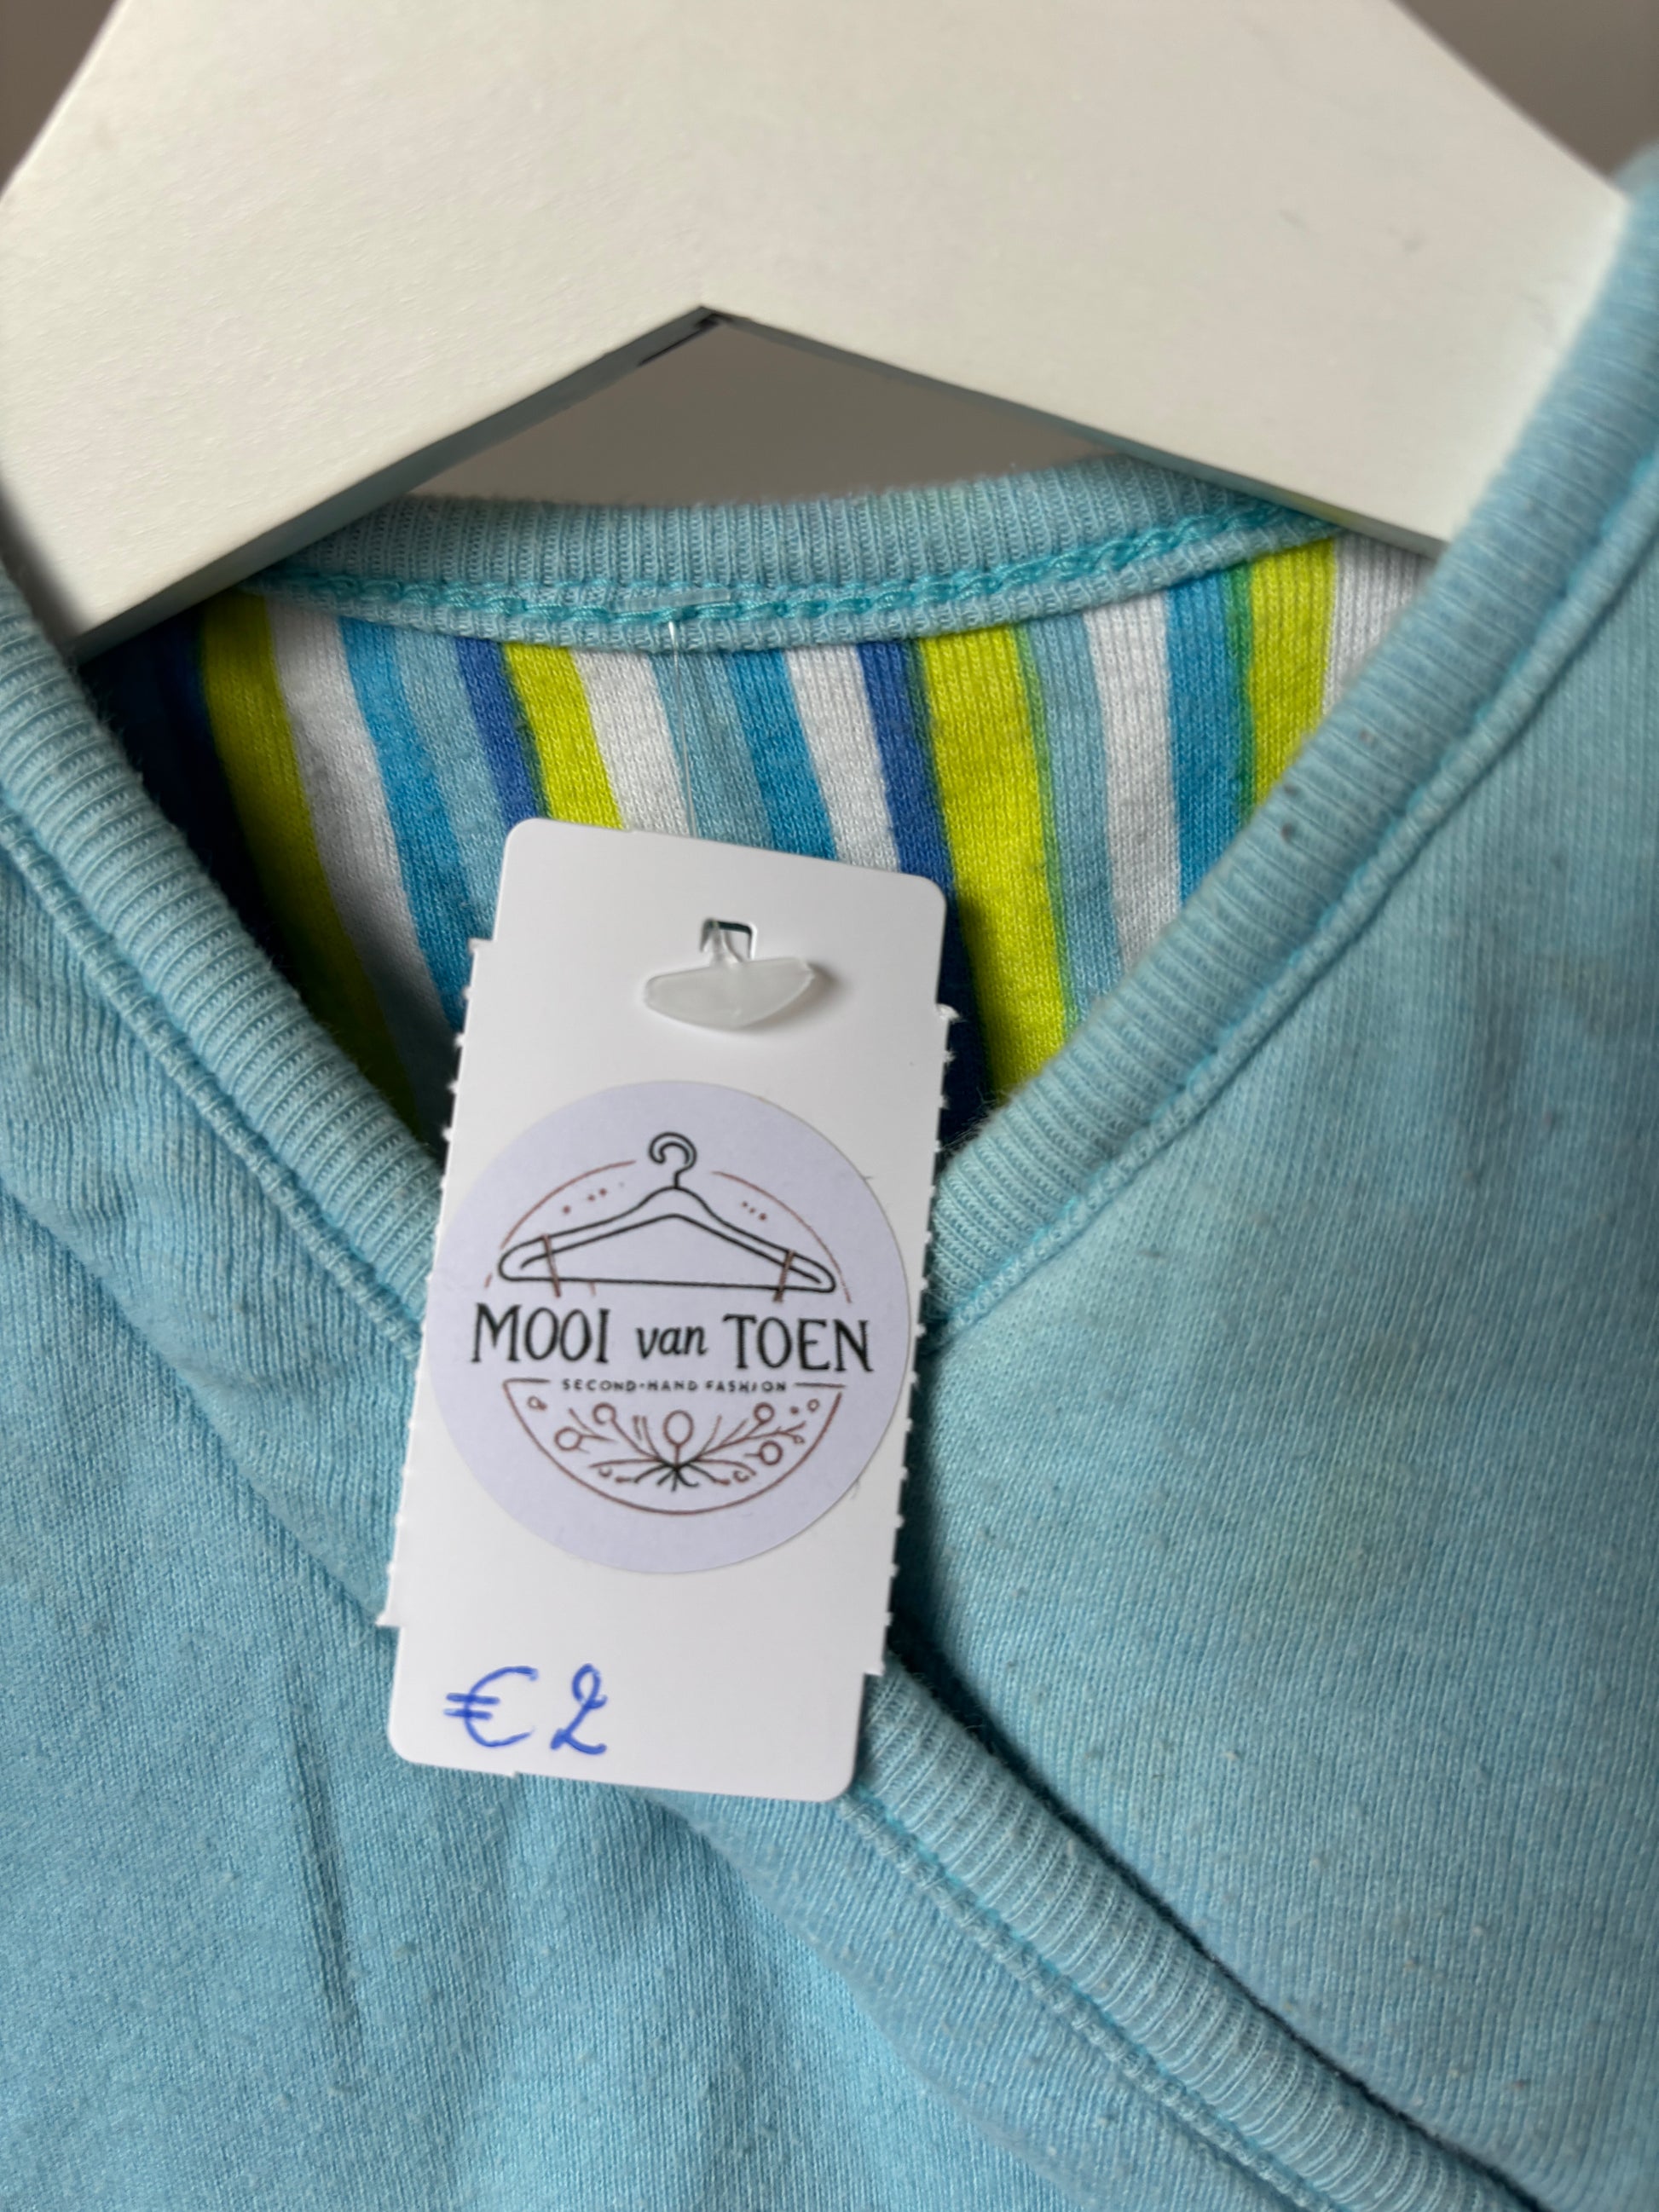 MOOI van TOEN
SECOND-HAND FASHION
€2